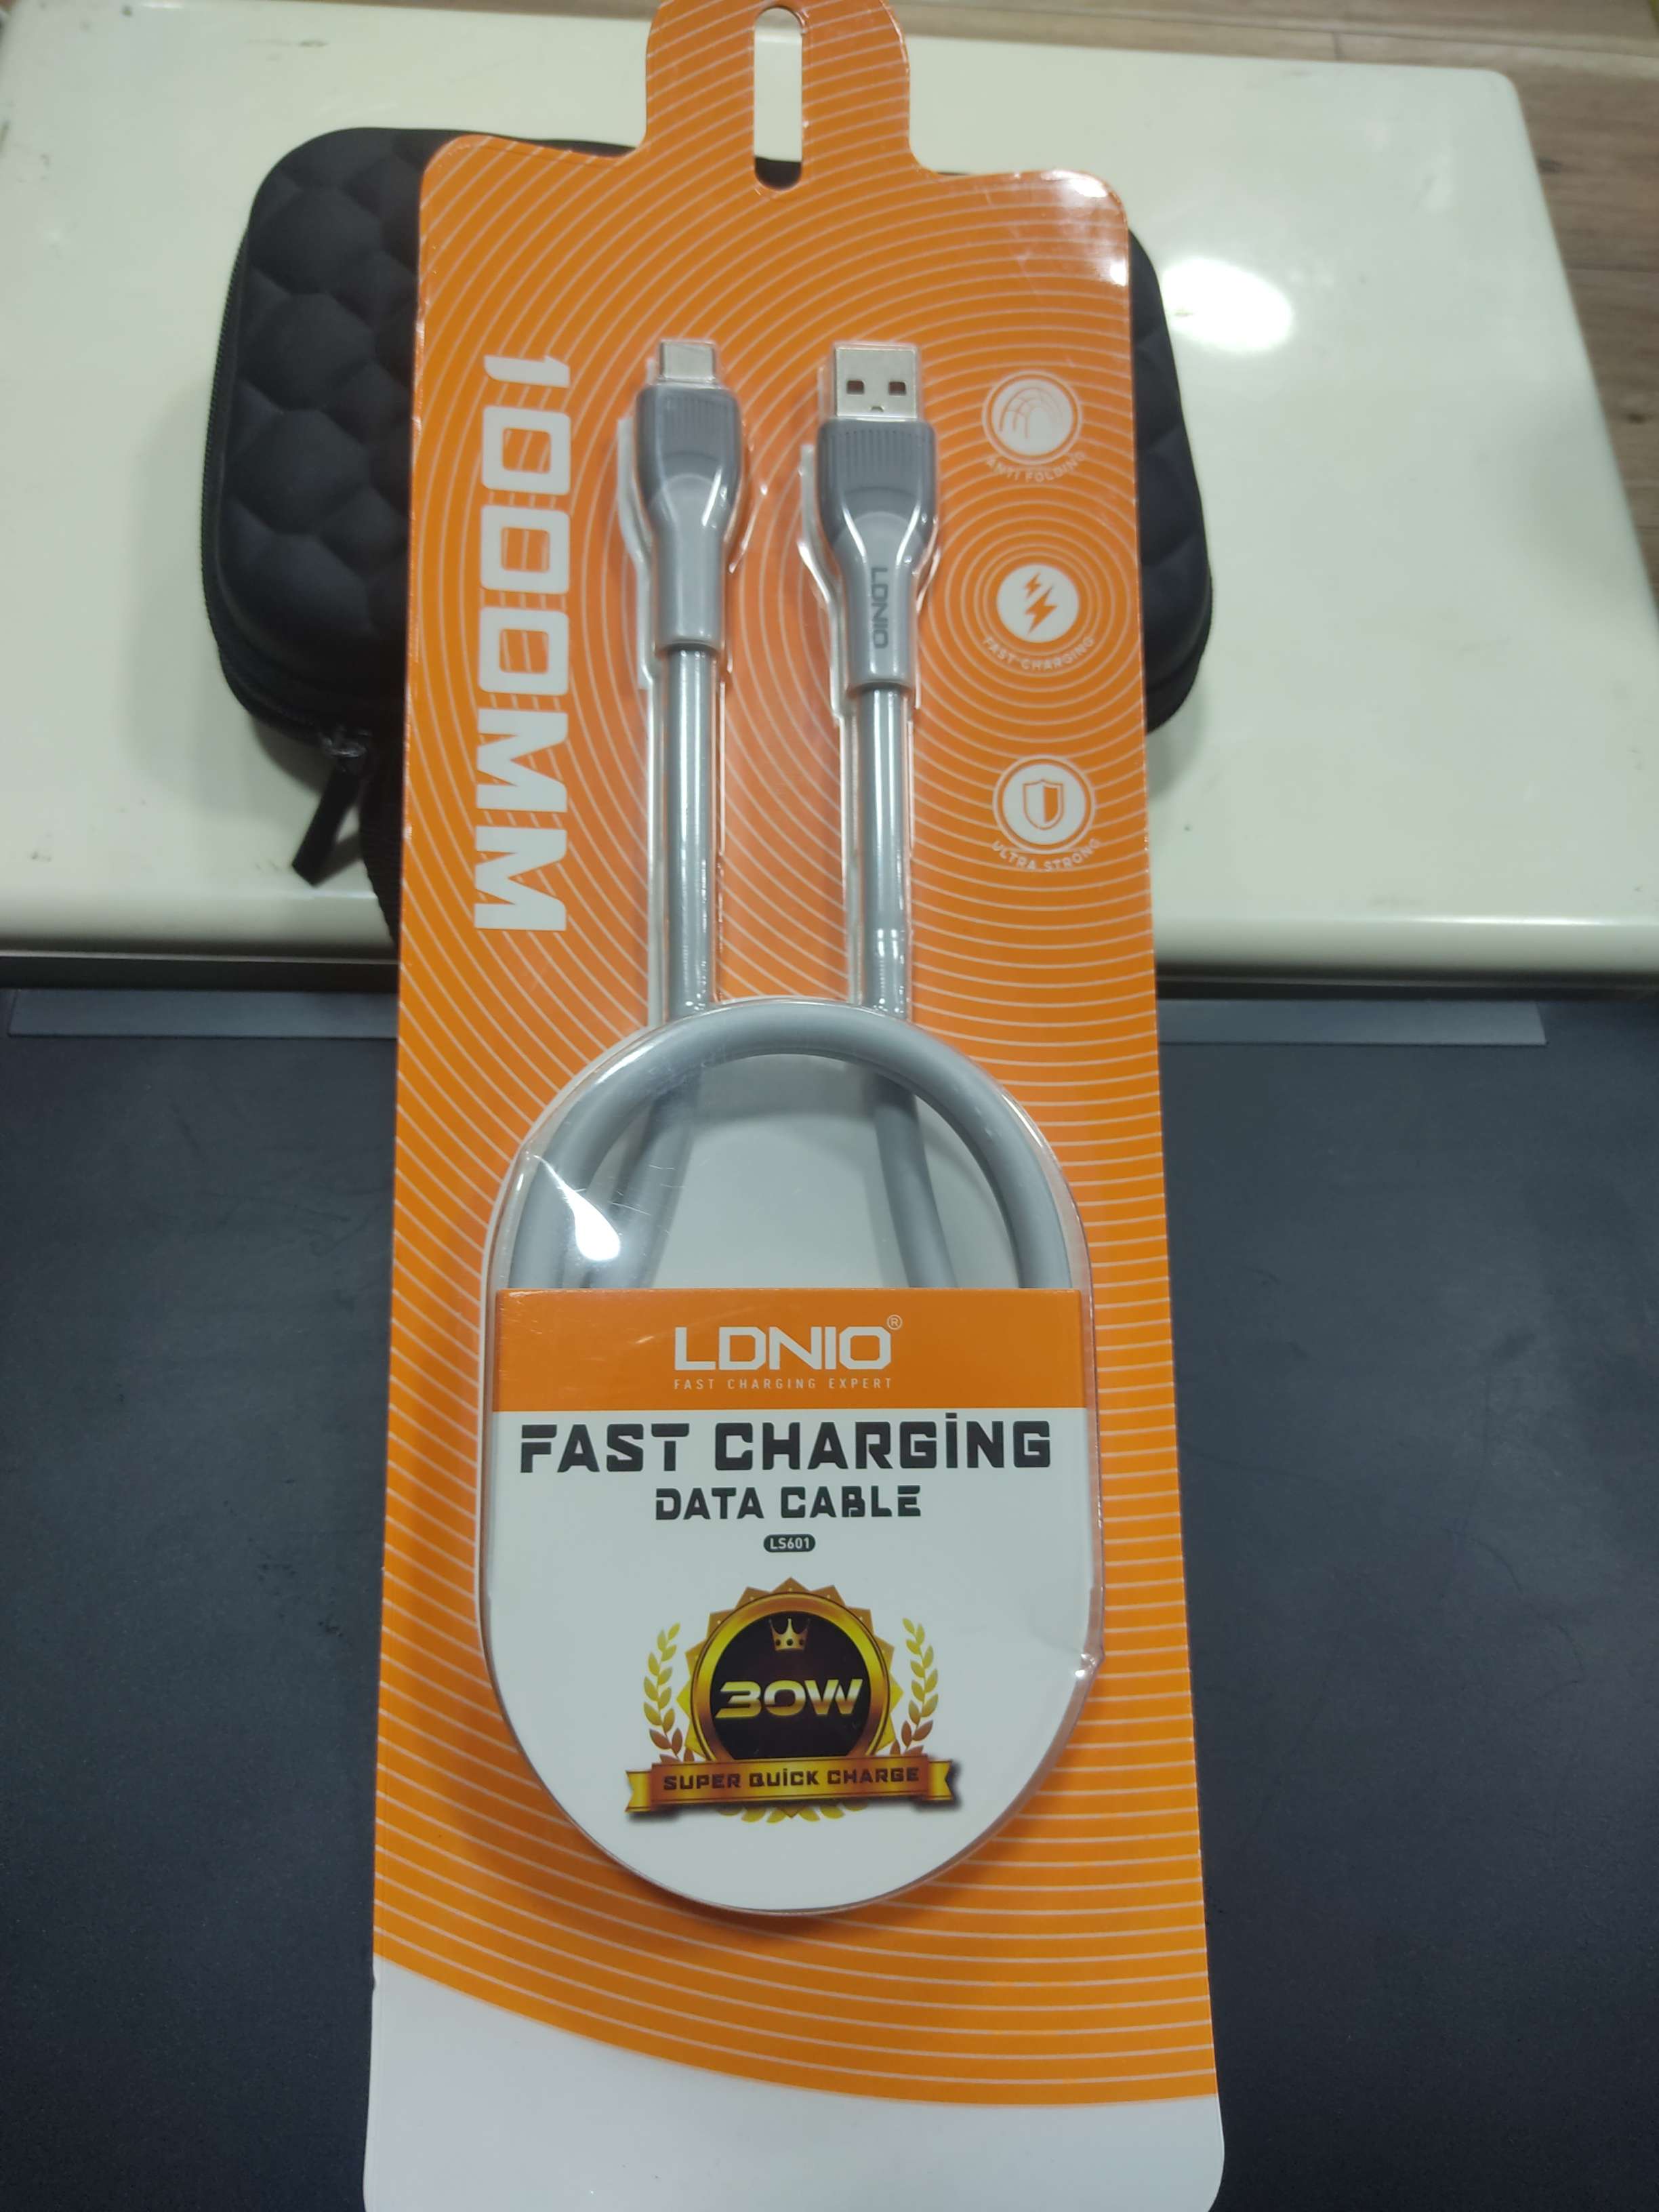 1000MM
LDNIO
ANTI FOLDING
FAST CHARGING
ULTRA STRONG
LDNIO®
FAST CHARGING EXPERT
FAST CHARGİNG
DATA CABLE
LS601
30W
SUPER QUİCK CHARGE